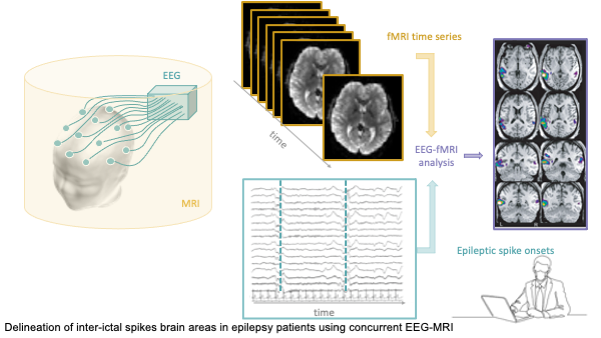 EEG
MRI
time
fMRI time series
EEG-fMRI
analysis
time
Epileptic spike onsets
Delineation of inter-ictal spikes brain areas in epilepsy patients using concurrent EEG-MRI